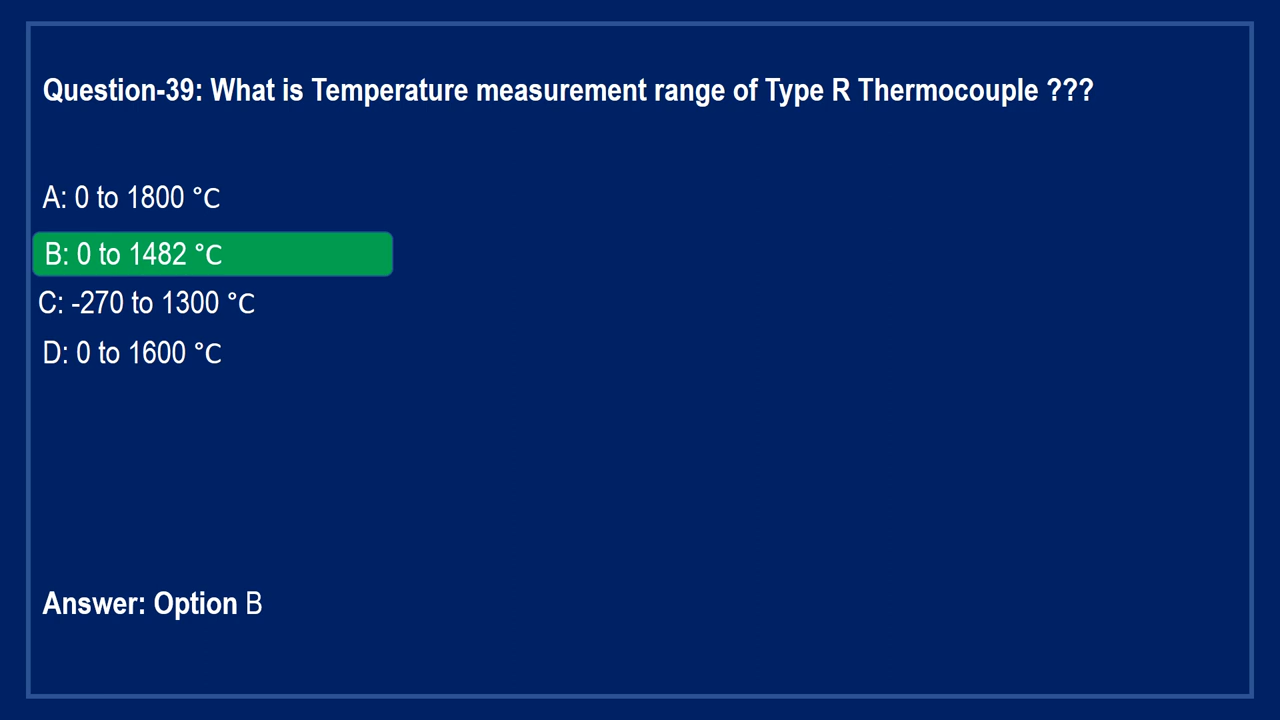 Question-39: What is Temperature measurement range of Type R Thermocouple ???
A: 0 to 1800 °C
B: 0 to 1482 °C
C: -270 to 1300 °C
D: 0 to 1600 °C
Answer: Option B